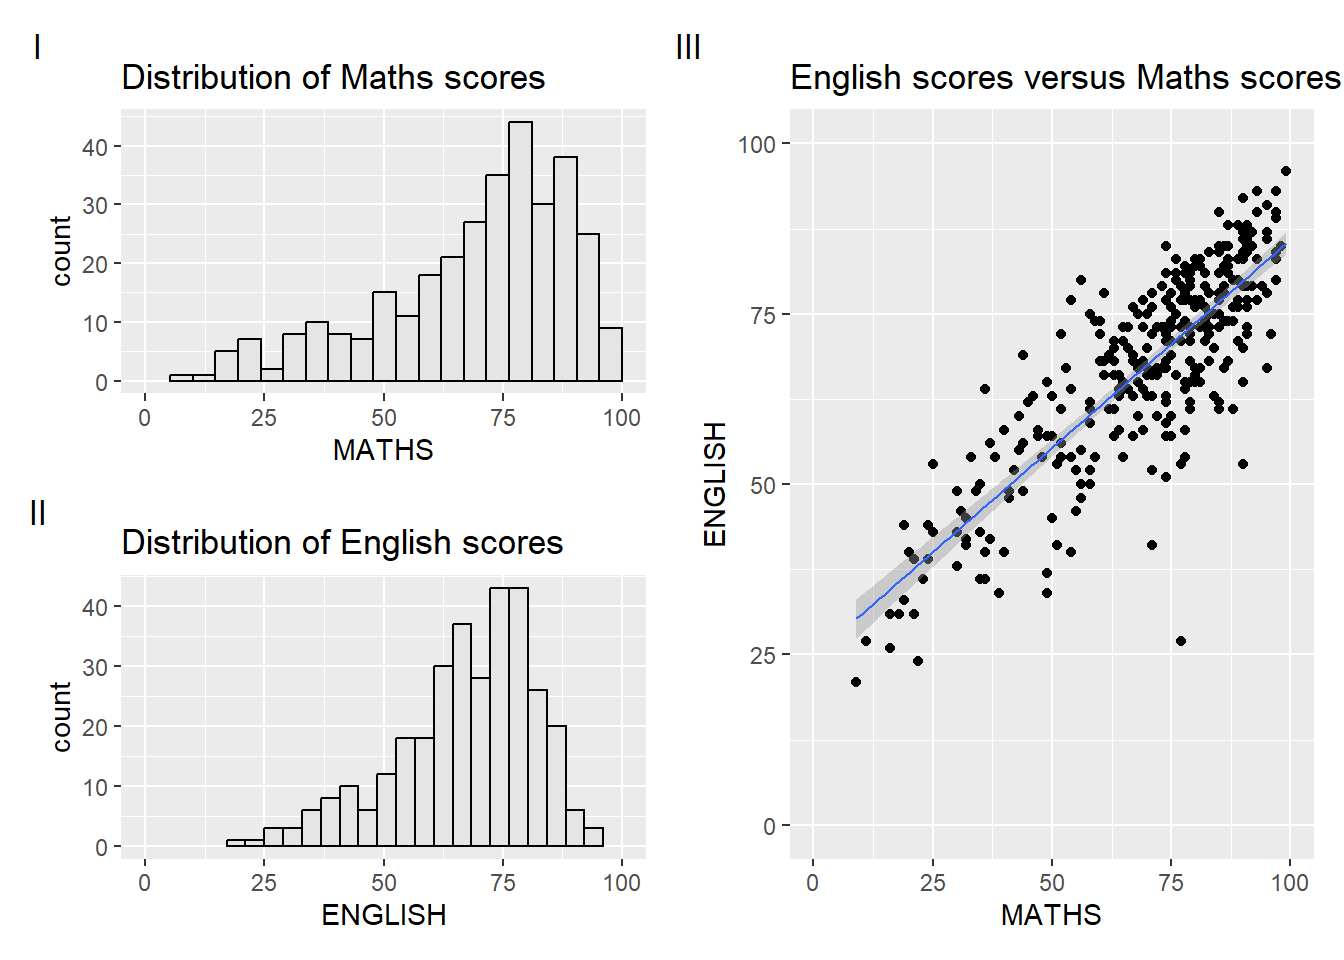 I
Distribution of Maths scores
40
30
20
10
0
count
0 25 50 75 100
MATHS
II
Distribution of English scores
40
30
20
10
0
count
0 25 50 75 100
ENGLISH
III
English scores versus Maths scores
100
75
50
25
0
ENGLISH
0 25 50 75 100
MATHS